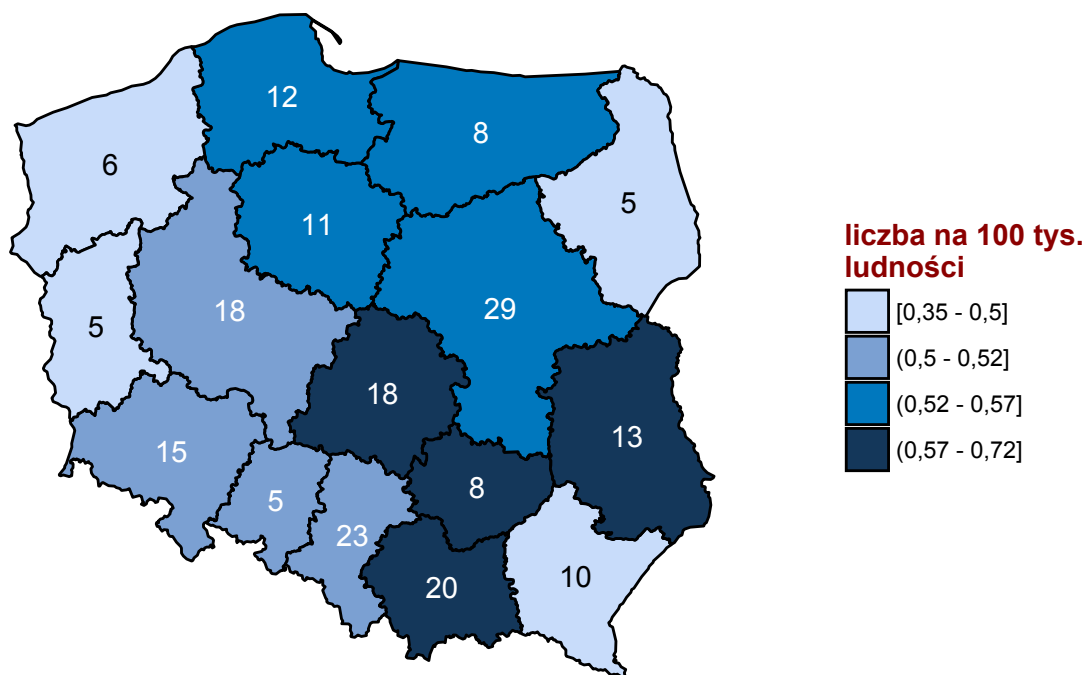 12
8
6
5
11
29
18
5
18
13
15
8
5
23
20
10
liczba na 100 tys.
ludności
[0,35 - 0,5]
(0,5 - 0,52]
(0,52 - 0,57]
(0,57 - 0,72]